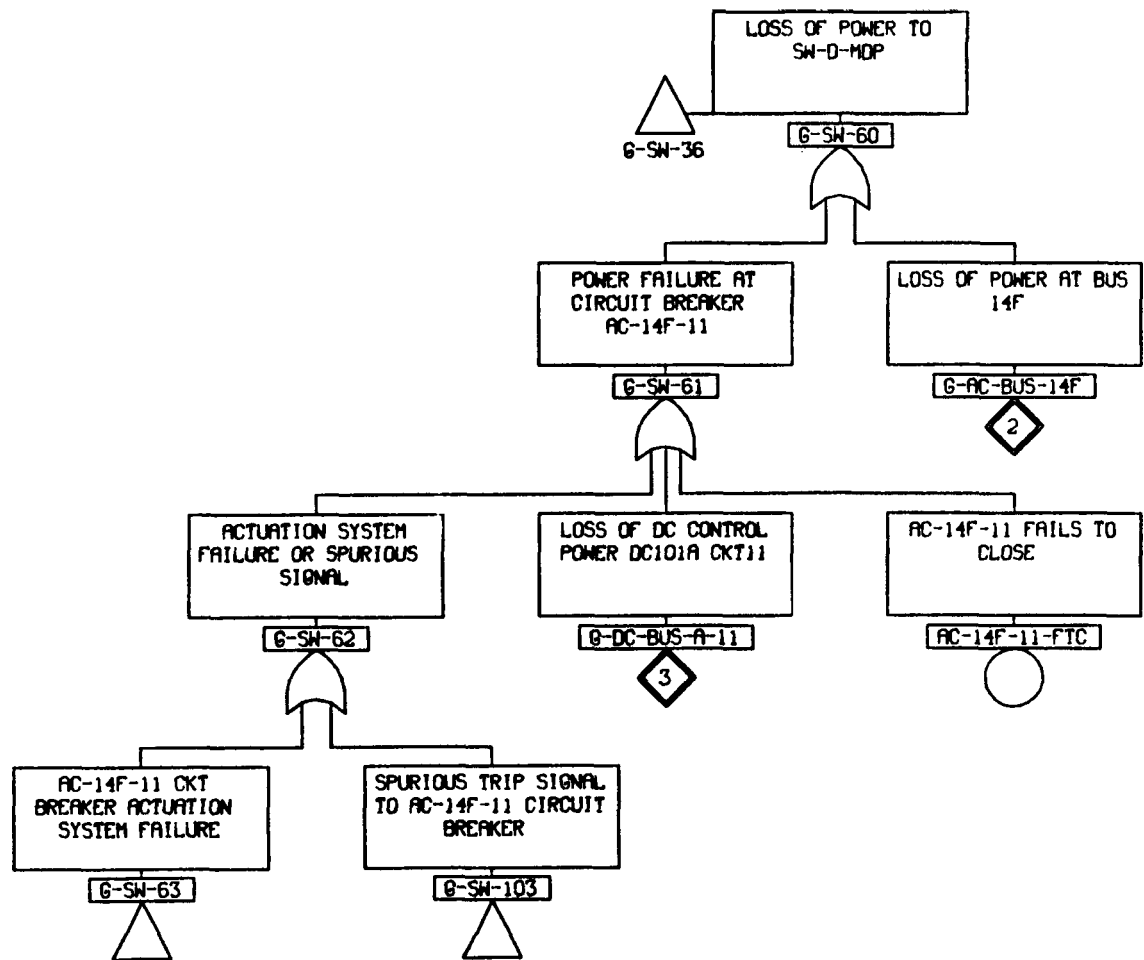 LOSS OF POWER TO
SW-D-MDP
G-SW-36
G-SW-60
POWER FAILURE AT
CIRCUIT BREAKER
AC-14F-11
LOSS OF POWER AT BUS
14F
G-SW-61
G-AC-BUS-14F
2
ACTUATION SYSTEM
FAILURE OR SPURIOUS
SIGNAL
LOSS OF DC CONTROL
POWER DC101A CKT11
AC-14F-11 FAILS TO
CLOSE
G-SW-62
G-DC-BUS-A-11
AC-14F-11-FTC
3
AC-14F-11 CKT
BREAKER ACTUATION
SYSTEM FAILURE
SPURIOUS TRIP SIGNAL
TO AC-14F-11 CIRCUIT
BREAKER
G-SW-63
G-SW-103